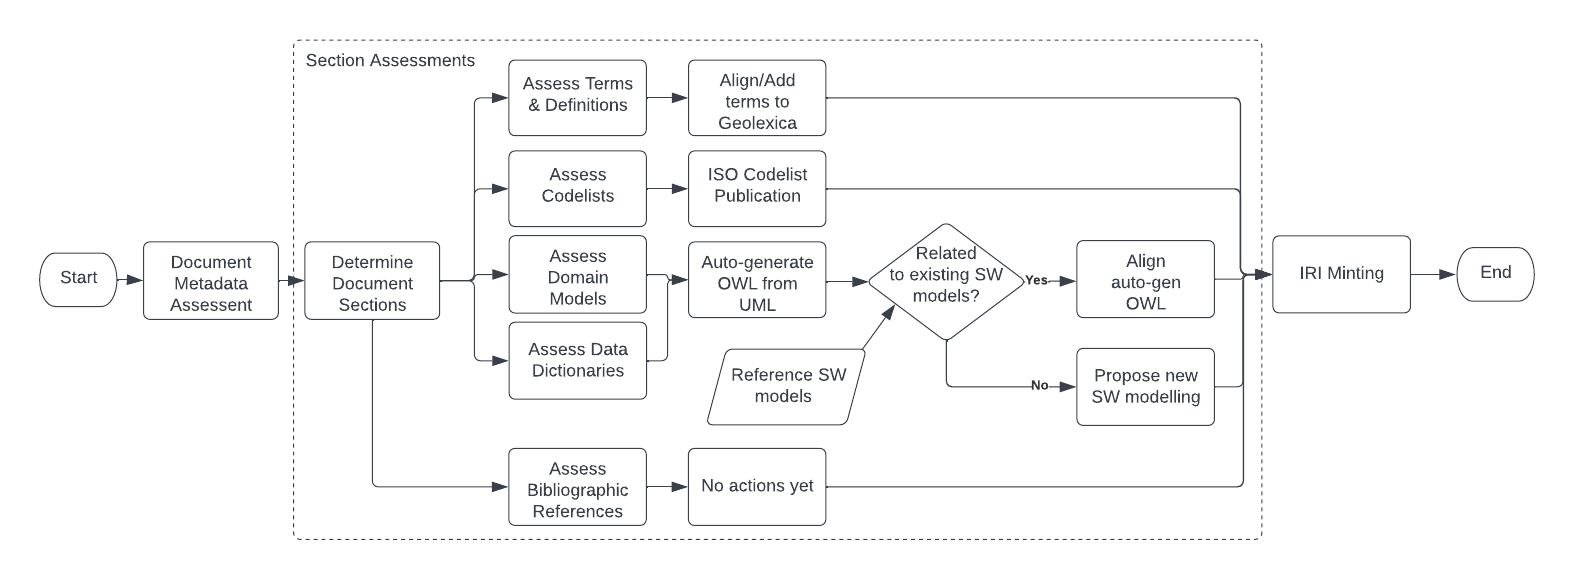 Section Assessments
Start
Document
Metadata
Assessent
Determine
Document
Sections
Assess Terms
& Definitions
Align/Add
terms to
Geolexica
Assess
Codelists
ISO Codelist
Publication
Assess
Domain
Models
Auto-generate
OWL from
UML
Related
to existing SW
models?
Yes
Align
auto-gen
OWL
Assess Data
Dictionaries
Reference SW
models
No
Propose new
SW modelling
Assess
Bibliographic
References
No actions yet
IRI Minting
End